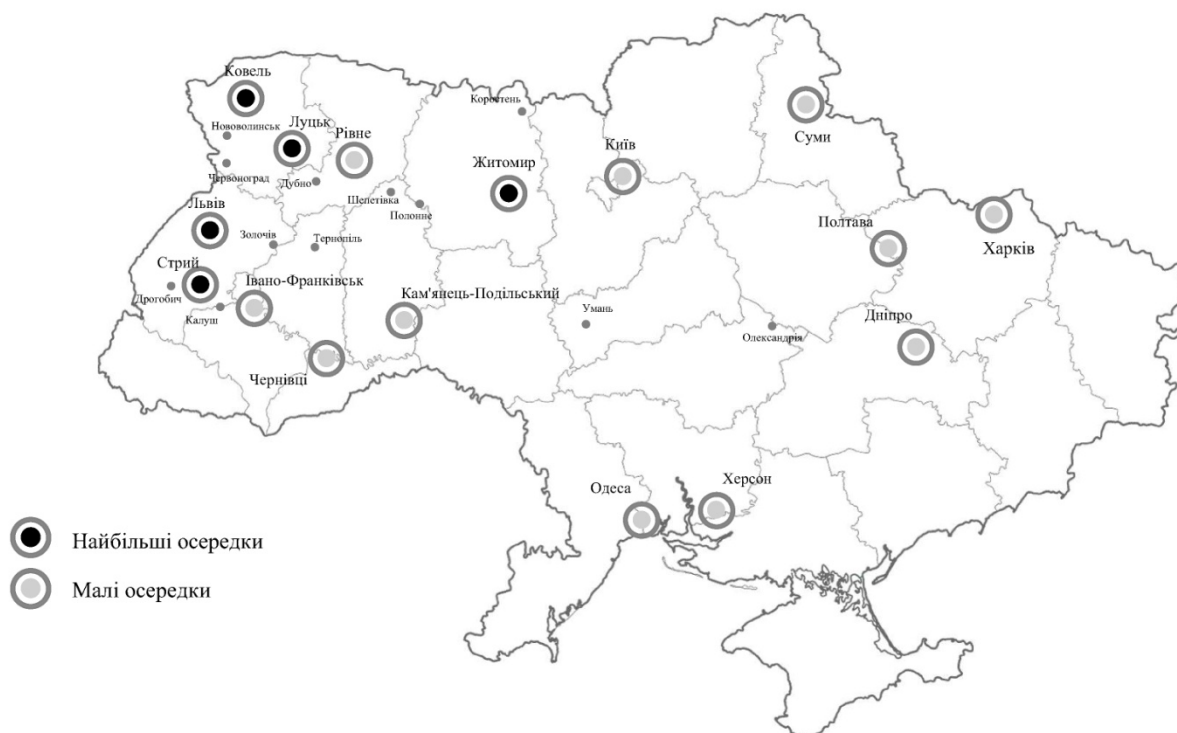 Ковель
Коростень
Нововолинськ
Луцьк
Рівне
Київ
Суми
Червоноград
Дубно
Житомир
Шепетівка
Полонне
Львів
Золочів
Тернопіль
Полтава
Харків
Стрий
Дрогобич
Івано-Франківськ
Калуш
Кам'янець-Подільський
Умань
Олександрія
Дніпро
Чернівці
Одеса
Херсон
Найбільші осередки
Малі осередки